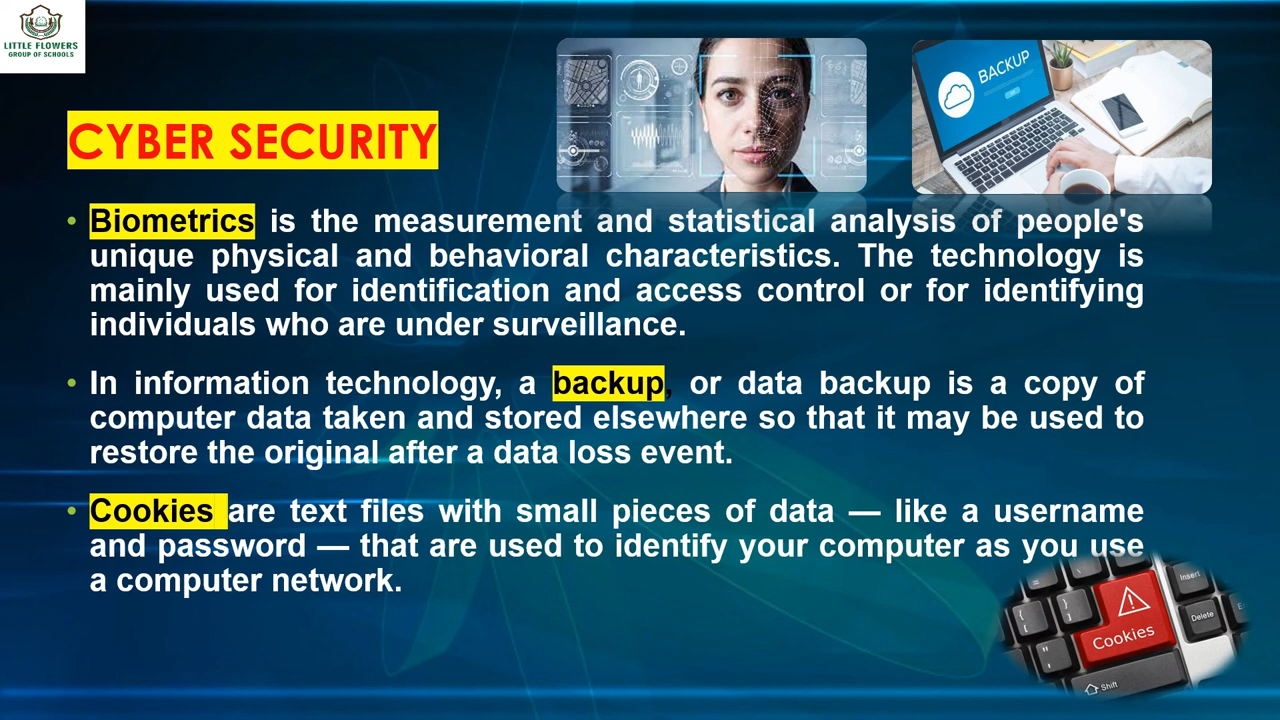 LITTLE FLOWERS
GROUP OF SCHOOLS
BACKUP
CYBER SECURITY
• Biometrics is the measurement and statistical analysis of people's
unique physical and behavioral characteristics. The technology is
mainly used for identification and access control or for identifying
individuals who are under surveillance.
• In information technology, a backup, or data backup is a copy of
computer data taken and stored elsewhere so that it may be used to
restore the original after a data loss event.
• Cookies are text files with small pieces of data — like a username
and password — that are used to identify your computer as you use
a computer network.
Insert
Delete
Cookies
Shift